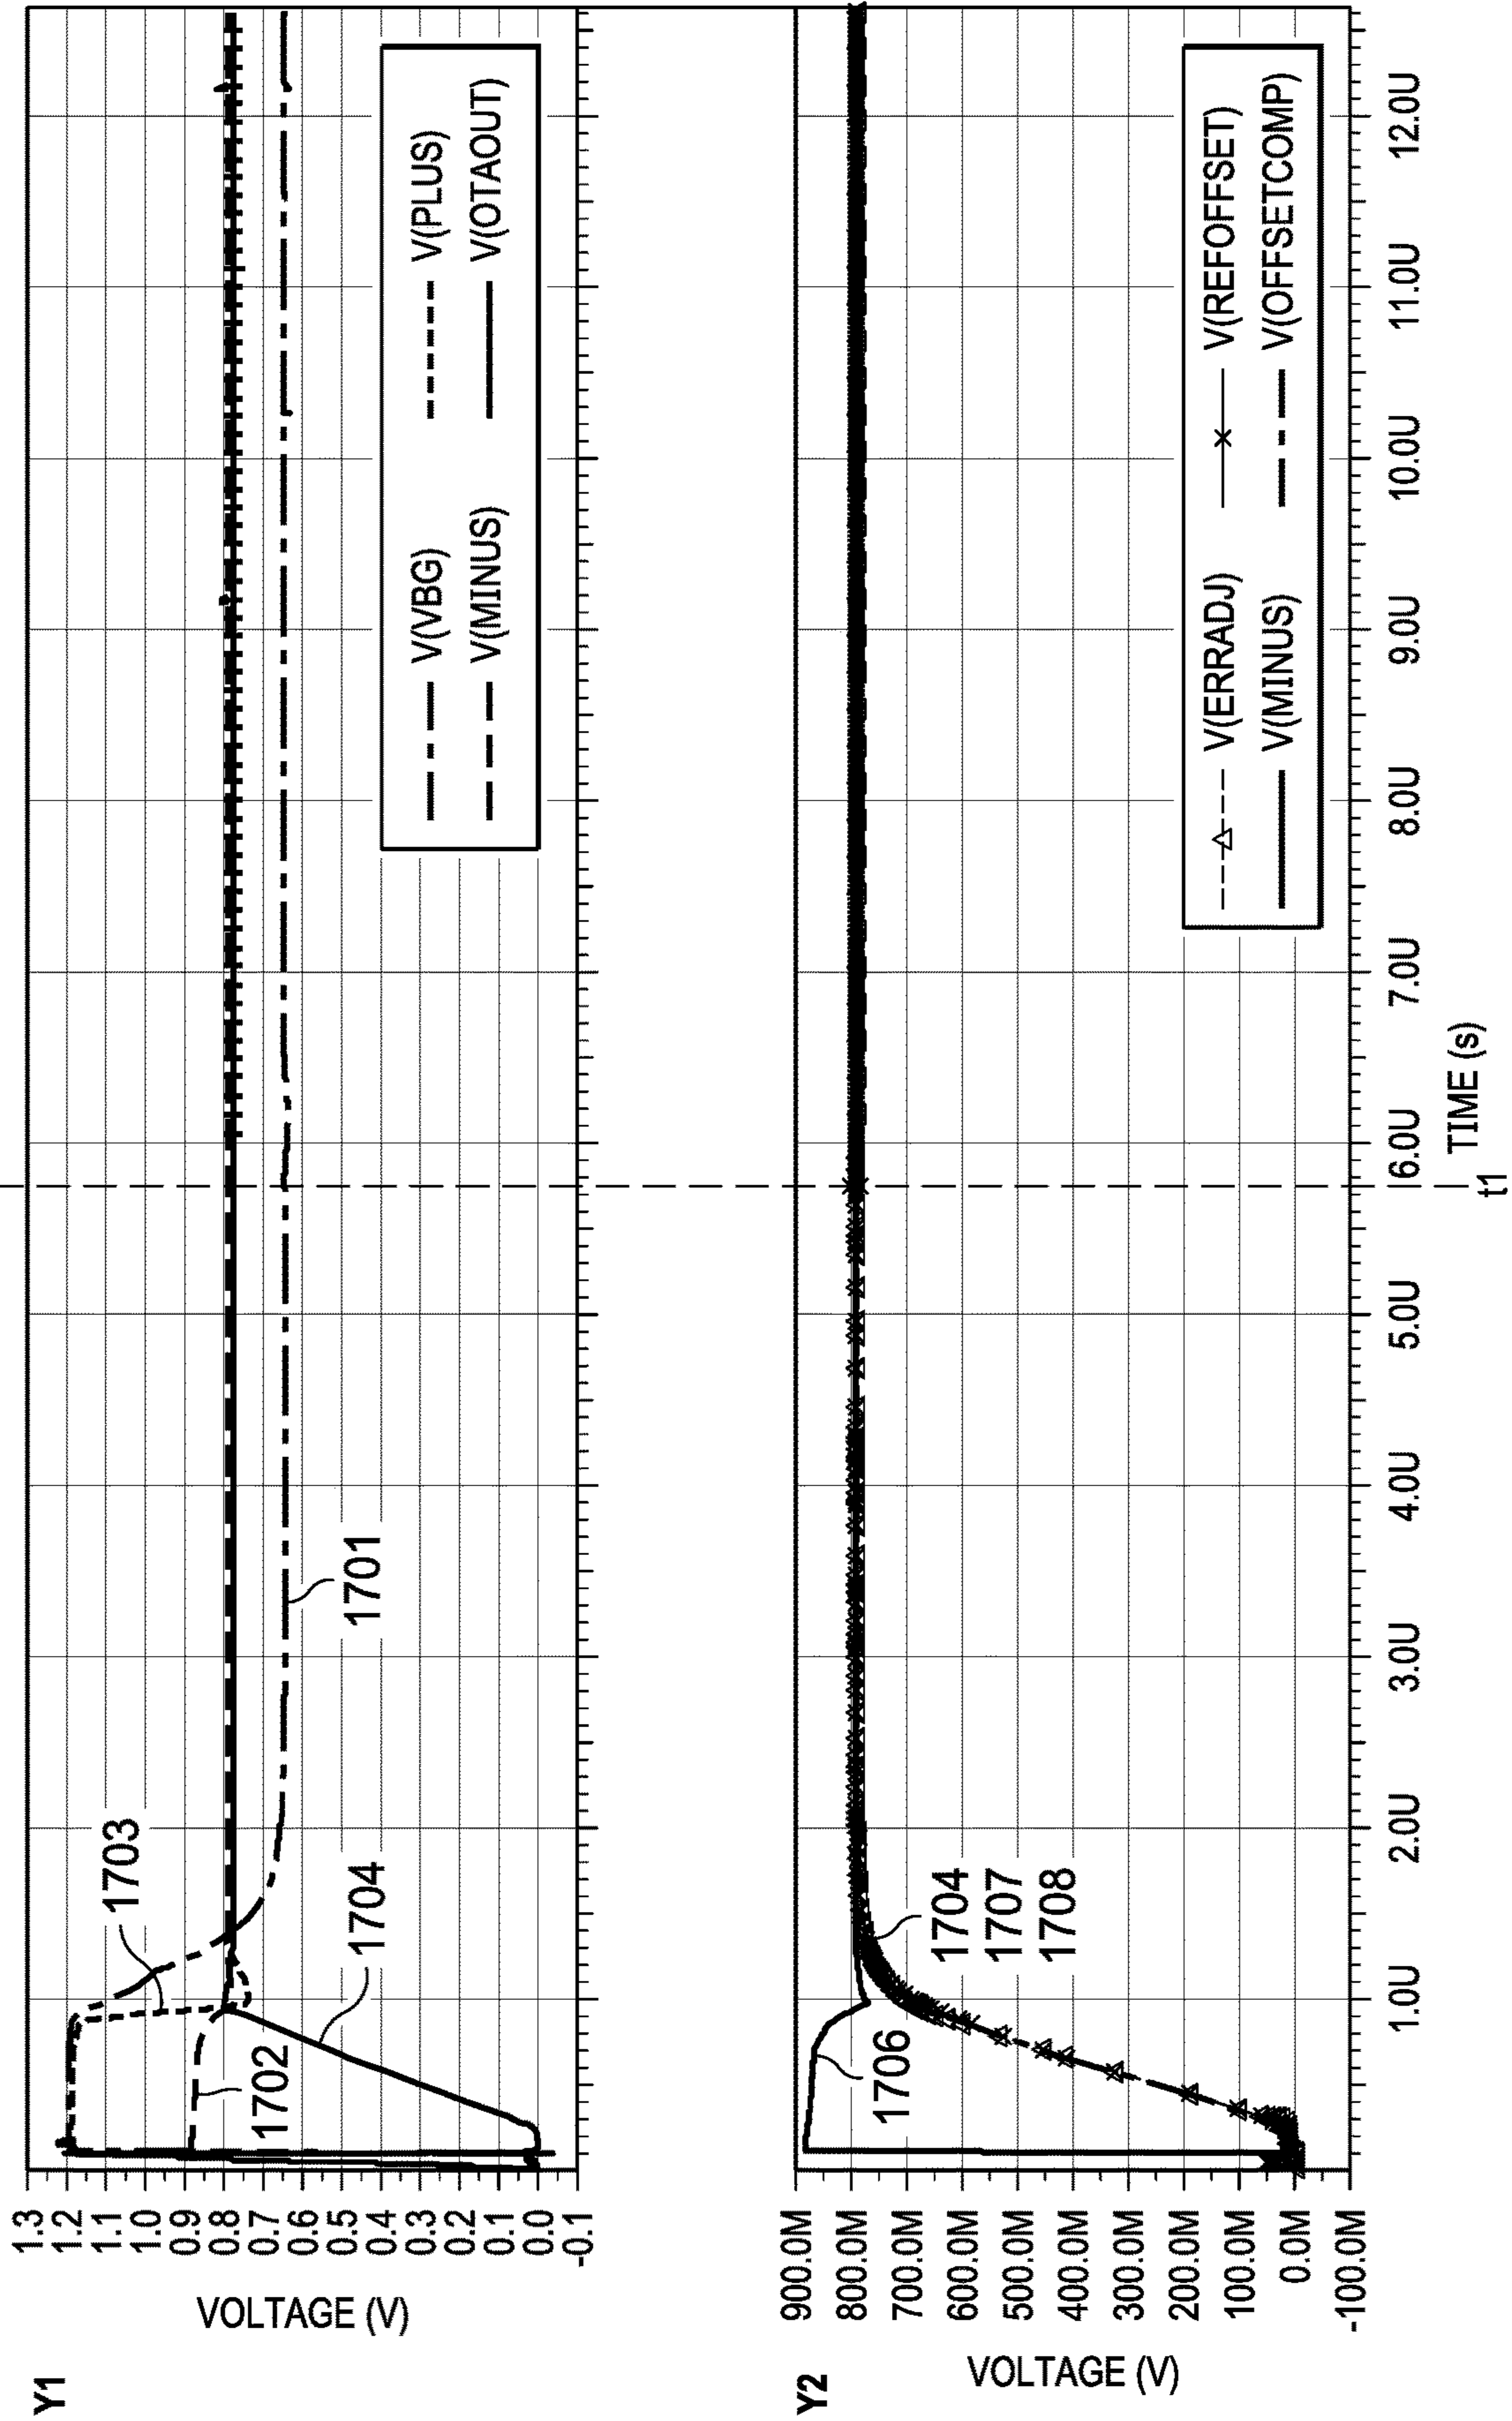 Y1
VOLTAGE (V)
1.3
1.2
1.1
1.0
0.9
0.8
0.7
0.6
0.5
0.4
0.3
0.2
0.1
0.0
-0.1
1703
1702
1704
1701
V(VBG)
V(PLUS)
V(MINUS)
V(OTAOUT)
Y2
VOLTAGE (V)
900.0M
800.0M
700.0M
600.0M
500.0M
400.0M
300.0M
200.0M
100.0M
0.0M
-100.0M
1706
1704
1707
1708
V(ERRADJ)
V(REFOFFSET)
V(MINUS)
V(OFFSETCOMP)
1.0U 2.0U 3.0U 4.0U 5.0U 6.0U 7.0U 8.0U 9.0U 10.0U 11.0U 12.0U
t1
TIME (s)